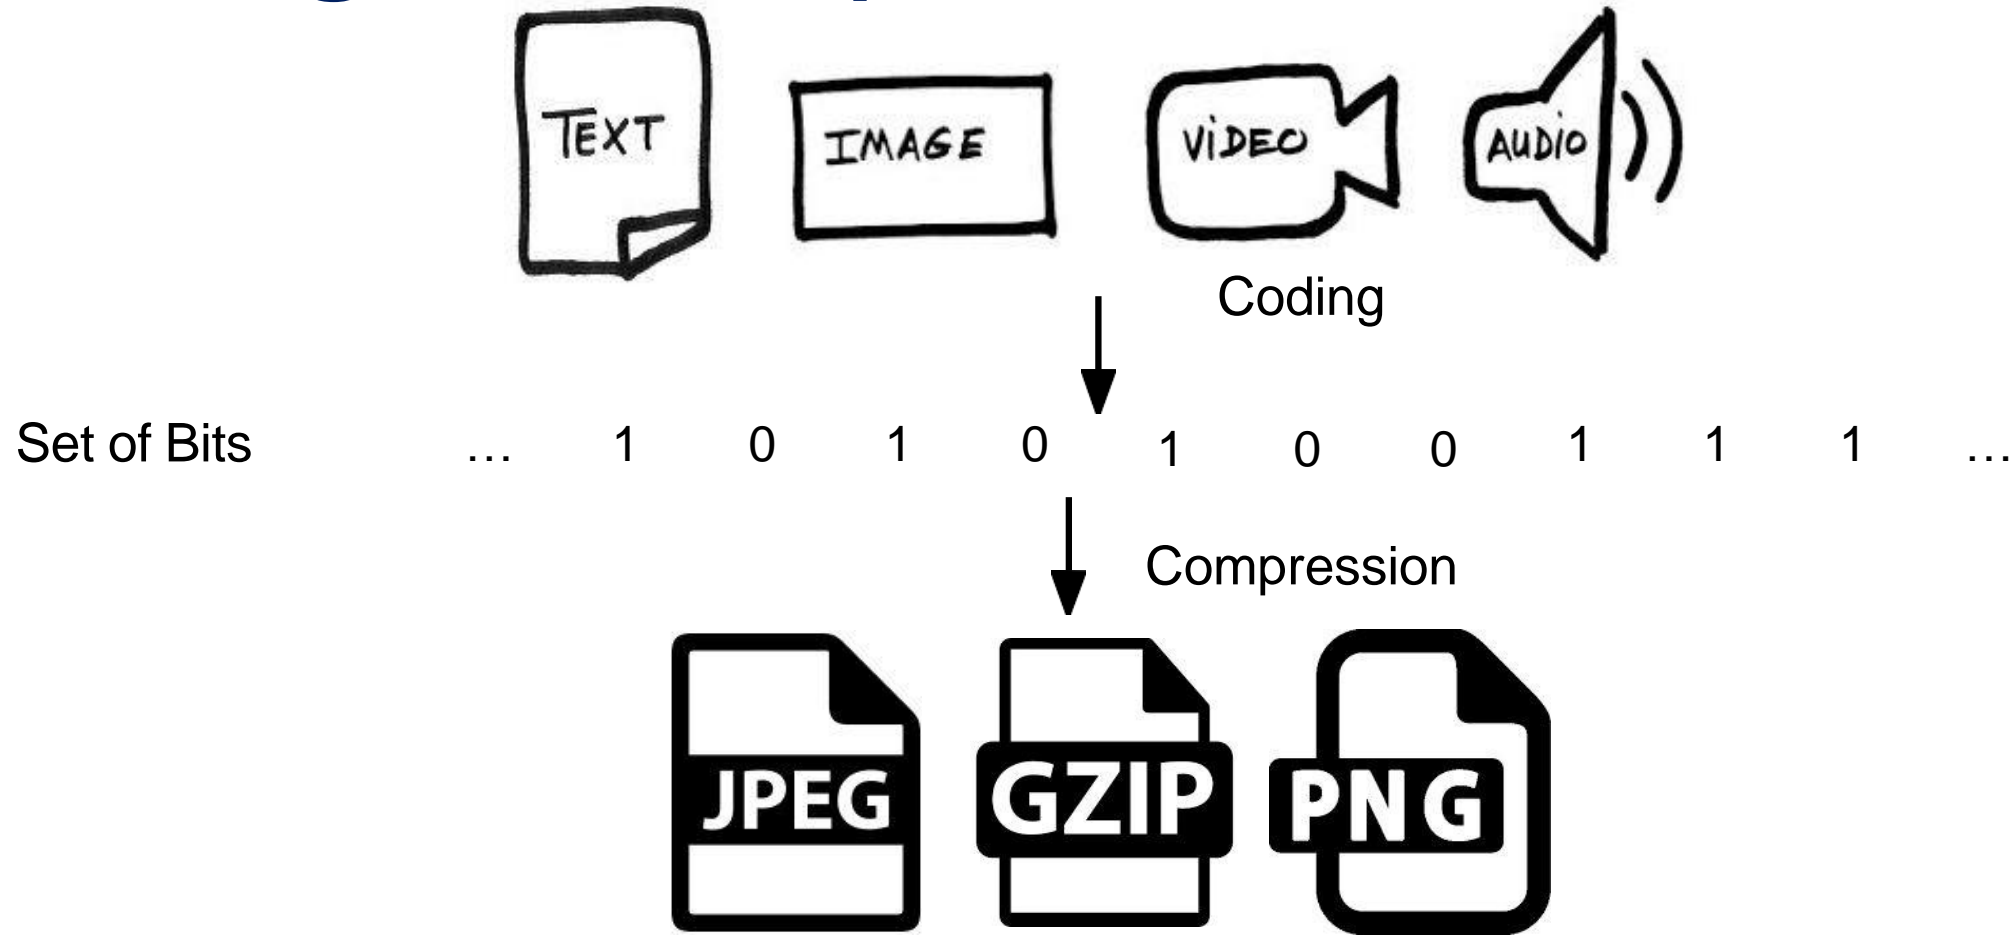 TEXT IMAGE VIDEO AUDIO
Coding
Set of Bits … 1 0 1 0 1 0 0 1 1 1 …
Compression
JPEG GZIP PNG